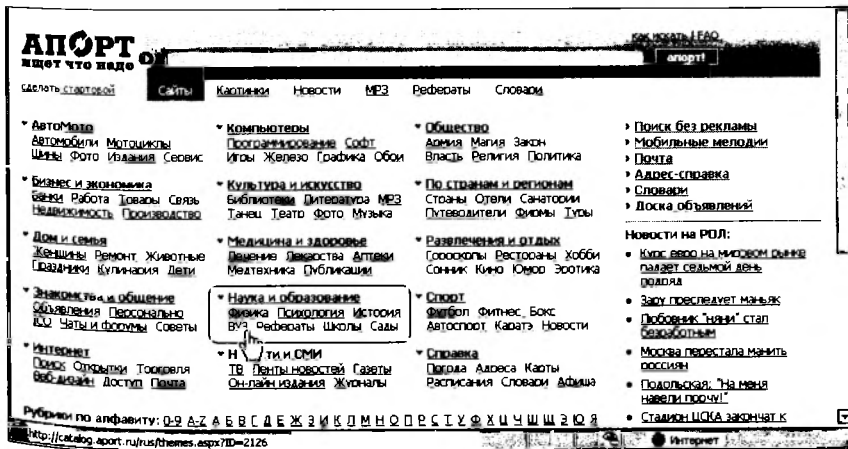 АПОРТ
ищет что надо
как искать | FAQ
апорт!
сделать стартовой
Сайты Картинки Новости MP3 Рефераты Словари
АвтоМото
Автомобили Мотоциклы
Шины Фото Издания Сервис
Бизнес и экономика
Банки Работа Товары Связь
Недвижимость Производство
Дом и семья
Женщины Ремонт Животные
Праздники Кулинария Дети
Знакомства и общение
Объявления Персонально
ICQ Чаты и форумы Советы
Интернет
Поиск Открытки Торговля
Веб-дизайн Доступ Почта
Компьютеры
Программирование Софт
Игры Железо Графика Обои
Культура и искусство
Библиотеки Литература MP3
Танец Театр Фото Музыка
Медицина и здоровье
Лечение Лекарства Аптеки
Медтехника Публикации
Наука и образование
Физика Психология История
ВУЗ Рефераты Школы Сады
Н ти и СМИ
ТВ Ленты новостей Газеты
Он-лайн издания Журналы
Общество
Армия Магия Закон
Власть Религия Политика
По странам и регионам
Страны Отели Санатории
Путеводители Фирмы Туры
Развлечения и отдых
Гороскопы Рестораны Хобби
Сонник Кино Юмор Эротика
Спорт
Футбол Фитнес Бокс
Автоспорт Каратэ Новости
Справка
Погода Адреса Карты
Расписания Словари Афиша
Поиск без рекламы
Мобильные мелодии
Почта
Адрес-справка
Словари
Доска объявлений
Новости на РОЛ:
Курс евро на мировом рынке
падает седьмой день
подряд
Зару преследует маньяк
Любовник "няни" стал
безработным
Москва перестала манить
россиян
Подольская: "На меня
навели порчу!"
Стадион ЦСКА закончат к
Рубрики по алфавиту: 0-9 A-Z А Б В Г Д Е Ж З И К Л М Н О П Р С Т У Ф Х Ц Ч Ш Щ Э Ю Я
http://catalog.aport.ru/rus/themes.aspx?ID=2126
Интернет